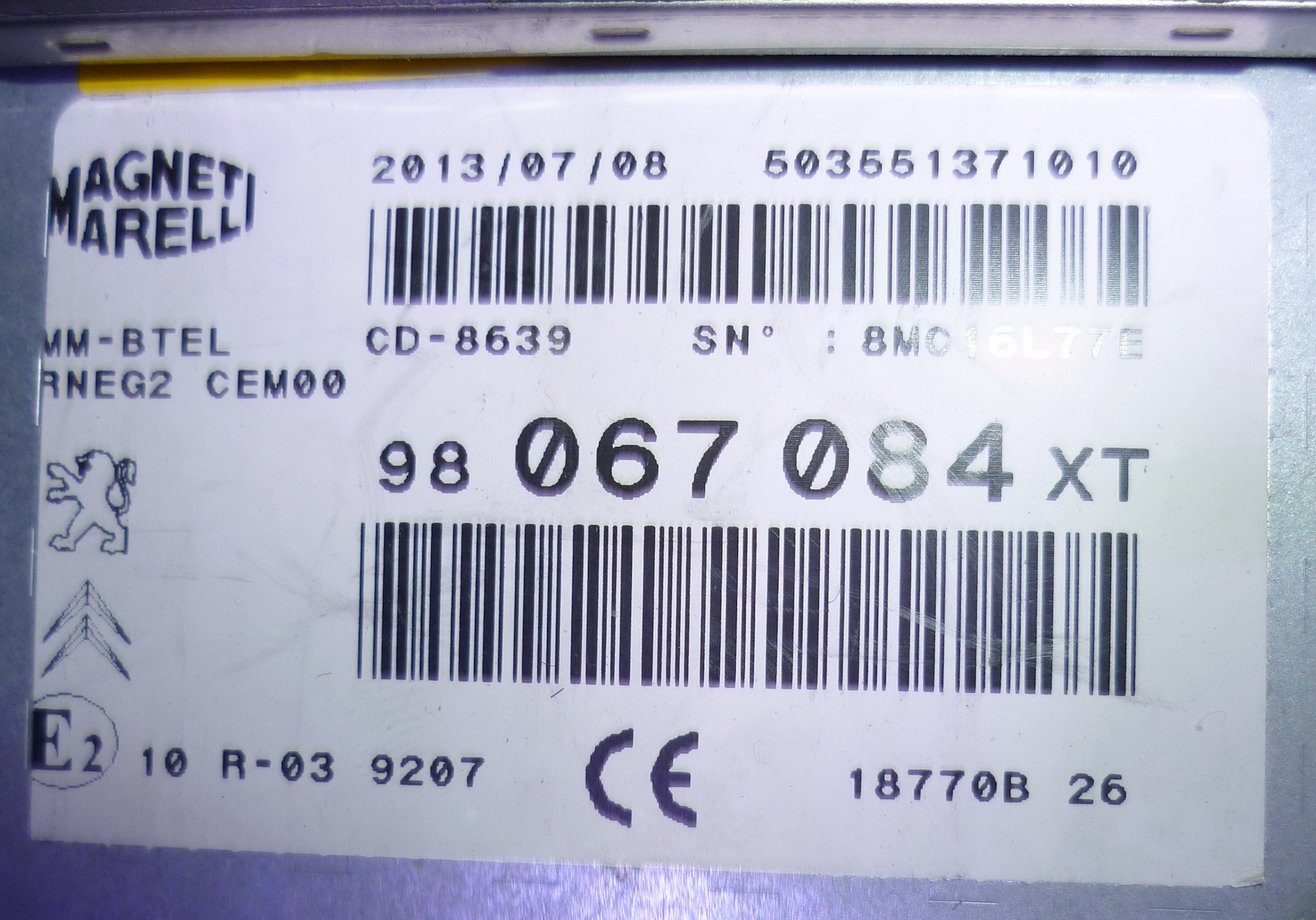 MAGNETI
MARELLI
2013/07/08 503551371010
MM-BTEL CD-8639 SN° : 8MC16L77E
RNEG2 CEM00
98 067 084 XT
E2 10 R-03 9207 CE 18770B 26